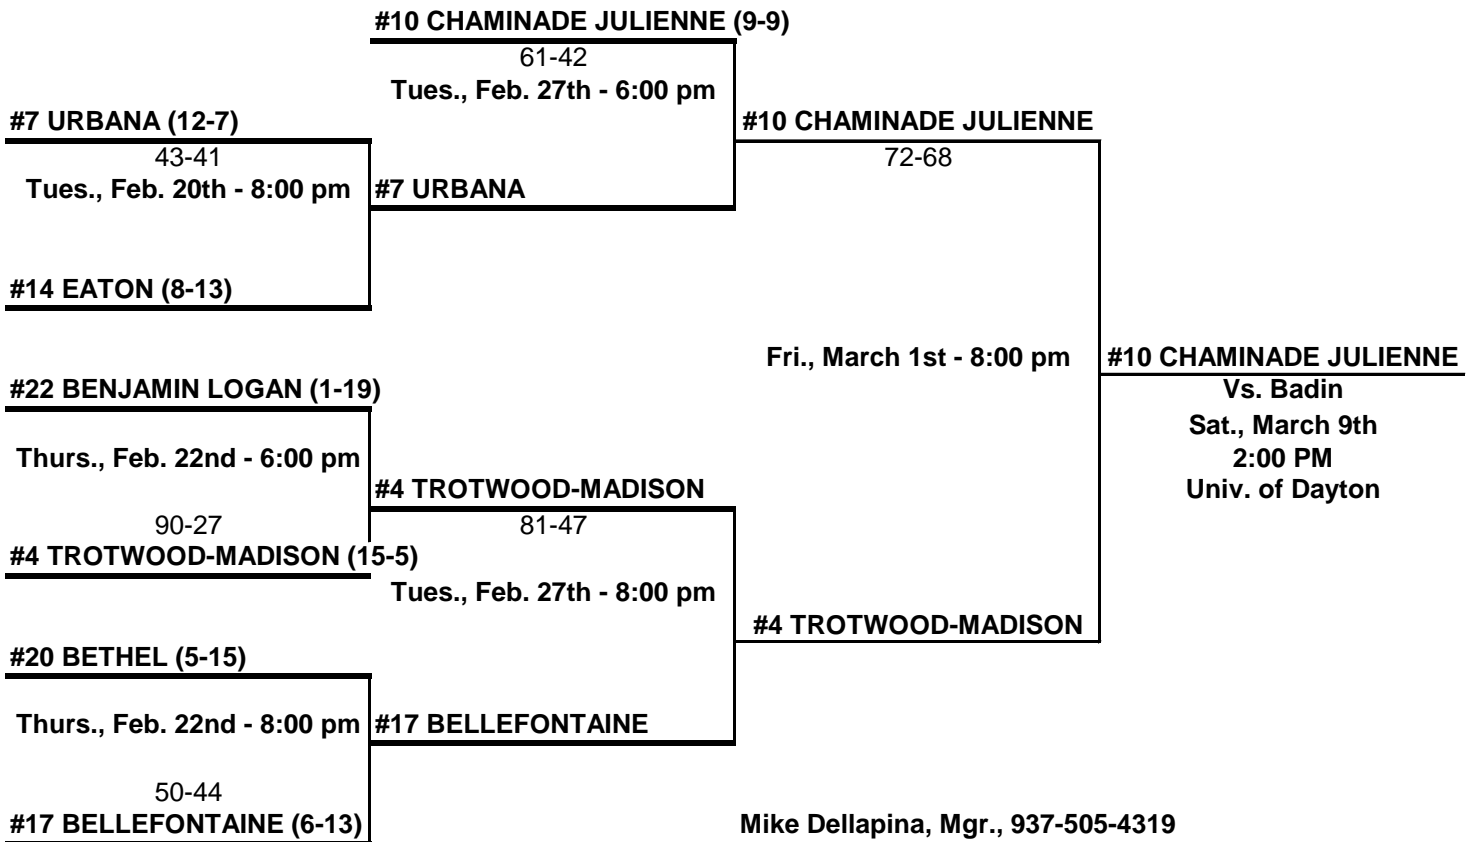 #10 CHAMINADE JULIENNE (9-9)
61-42
Tues., Feb. 27th - 6:00 pm
#7 URBANA (12-7)
#10 CHAMINADE JULIENNE
43-41
72-68
Tues., Feb. 20th - 8:00 pm
#7 URBANA
#14 EATON (8-13)
Fri., March 1st - 8:00 pm
#10 CHAMINADE JULIENNE
#22 BENJAMIN LOGAN (1-19)
Vs. Badin
Sat., March 9th
Thurs., Feb. 22nd - 6:00 pm
2:00 PM
#4 TROTWOOD-MADISON
Univ. of Dayton
90-27
81-47
#4 TROTWOOD-MADISON (15-5)
Tues., Feb. 27th - 8:00 pm
#4 TROTWOOD-MADISON
#20 BETHEL (5-15)
Thurs., Feb. 22nd - 8:00 pm
#17 BELLEFONTAINE
50-44
#17 BELLEFONTAINE (6-13)
Mike Dellapina, Mgr., 937-505-4319